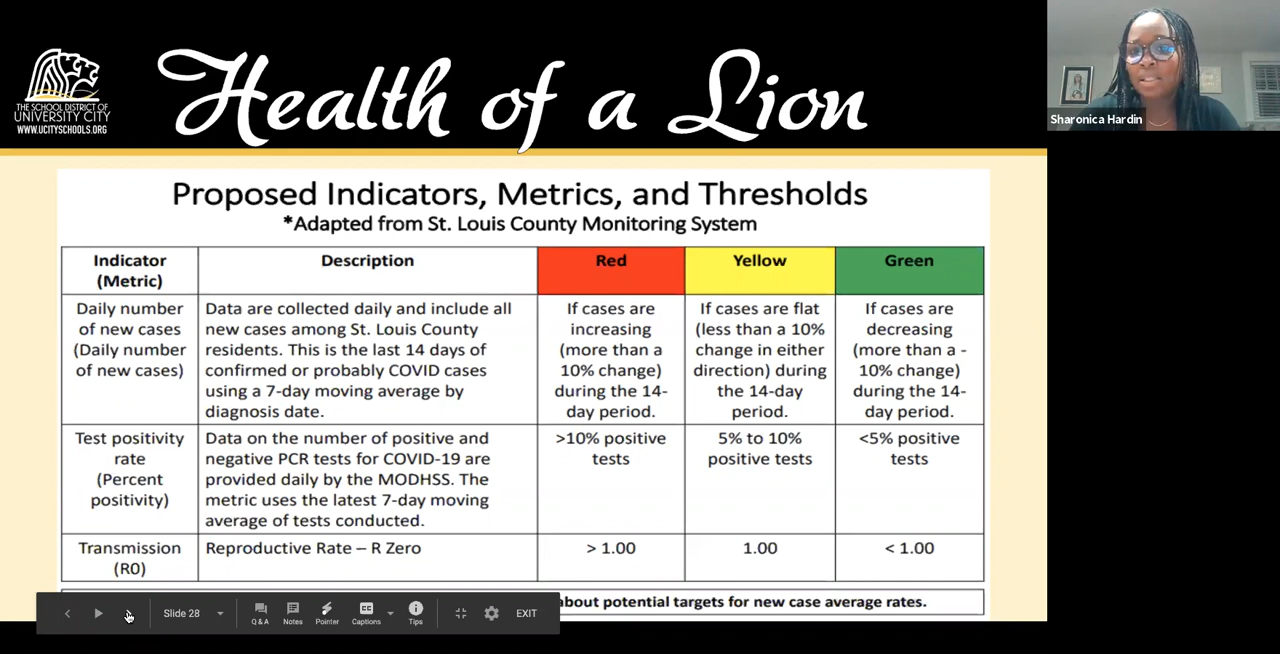 Health of a Lion
THE SCHOOL DISTRICT OF
UNIVERSITY CITY
WWW.UCITYSCHOOLS.ORG
Sharonica Hardin
Proposed Indicators, Metrics, and Thresholds
*Adapted from St. Louis County Monitoring System
Indicator
(Metric)
Description
Red
Yellow
Green
Daily number
of new cases
(Daily number
of new cases)
Data are collected daily and include all
new cases among St. Louis County
residents. This is the last 14 days of
confirmed or probably COVID cases
using a 7-day moving average by
diagnosis date.
If cases are
increasing
(more than a
10% change)
during the 14-
day period.
If cases are flat
(less than a 10%
change in either
direction) during
the 14-day
period.
If cases are
decreasing
(more than a -
10% change)
during the 14-
day period.
Test positivity
rate
(Percent
positivity)
Data on the number of positive and
negative PCR tests for COVID-19 are
provided daily by the MODHSS. The
metric uses the latest 7-day moving
average of tests conducted.
>10% positive
tests
5% to 10%
positive tests
<5% positive
tests
Transmission
(R0)
Reproductive Rate – R Zero
> 1.00
1.00
< 1.00
about potential targets for new case average rates.
Slide 28
Q & A
Notes
Pointer
Captions
Tips
EXIT